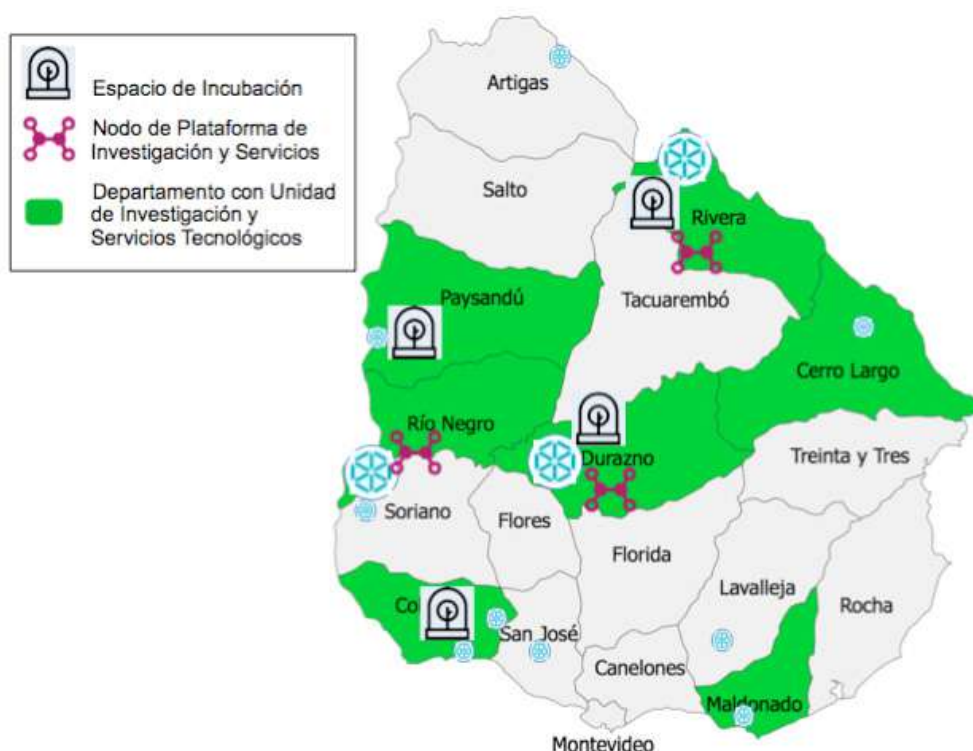 Espacio de Incubación
Nodo de Plataforma de
Investigación y Servicios
Departamento con Unidad
de Investigación y
Servicios Tecnológicos
Artigas
Salto
Rivera
Paysandú
Tacuarembó
Cerro Largo
Río Negro
Durazno
Treinta y Tres
Soriano
Flores
Florida
Lavalleja
Rocha
Co
San José
Canelones
Maldonado
Montevideo